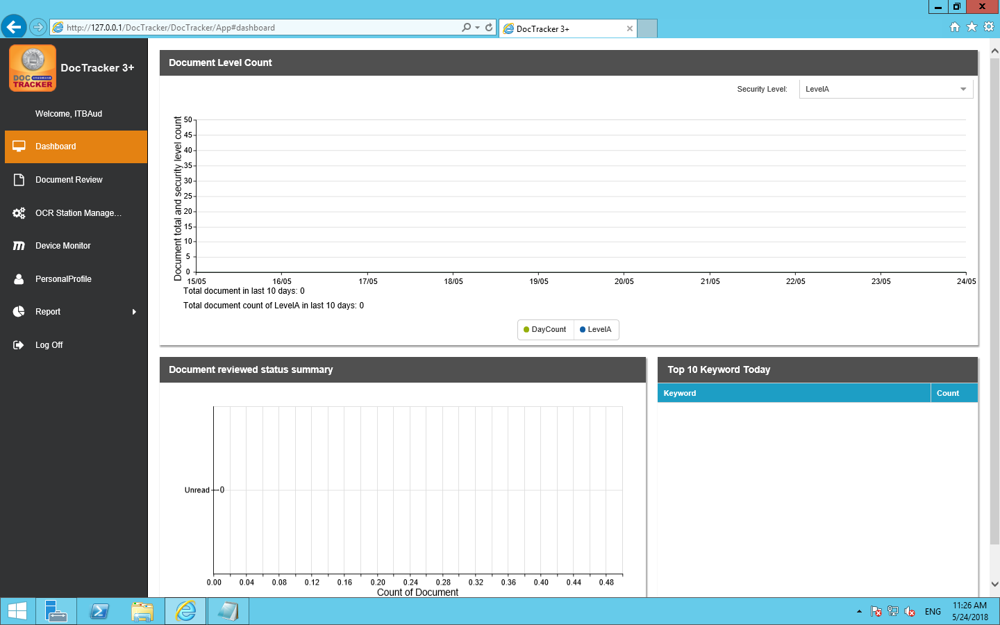 http://127.0.0.1/DocTracker/DocTracker/App#dashboard
DocTracker 3+
DOC
TRACKER
DocTracker 3+
Welcome, ITBAud
Dashboard
Document Review
OCR Station Manage...
Device Monitor
PersonalProfile
Report
Log Off
Document Level Count
Security Level:
LevelA
Document total and security level count
50
45
40
35
30
25
20
15
10
5
0
15/05 16/05 17/05 18/05 19/05 20/05 21/05 22/05 23/05 24/05
Total document in last 10 days: 0
Total document count of LevelA in last 10 days: 0
DayCount LevelA
Document reviewed status summary
Unread 0
0.00 0.04 0.08 0.12 0.16 0.20 0.24 0.28 0.32 0.36 0.40 0.44 0.48
Count of Document
Top 10 Keyword Today
Keyword Count
ENG
11:26 AM
5/24/2018